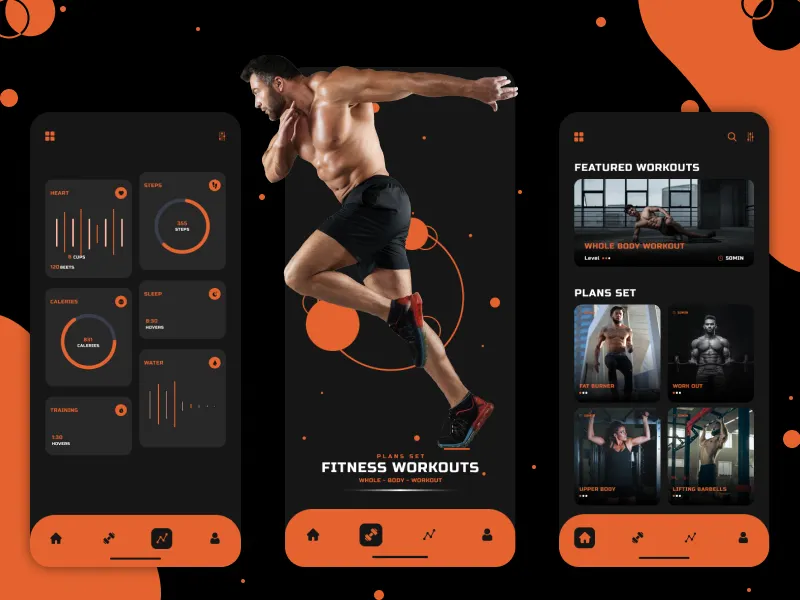 HEART
6 CUPS
120 BEETS
STEPS
355
STEPS
CALERIES
831
CALERIES
SLEEP
8:30
HOVERS
WATER
TRAINING
1:30
HOVERS
PLANS SET
FITNESS WORKOUTS
WHOLE - BODY - WORKOUT
FEATURED WORKOUTS
WHOLE BODY WORKOUT
Level
50MIN
PLANS SET
FAT BURNER
WORK OUT
UPPER BODY
LIFTING BARBELLS